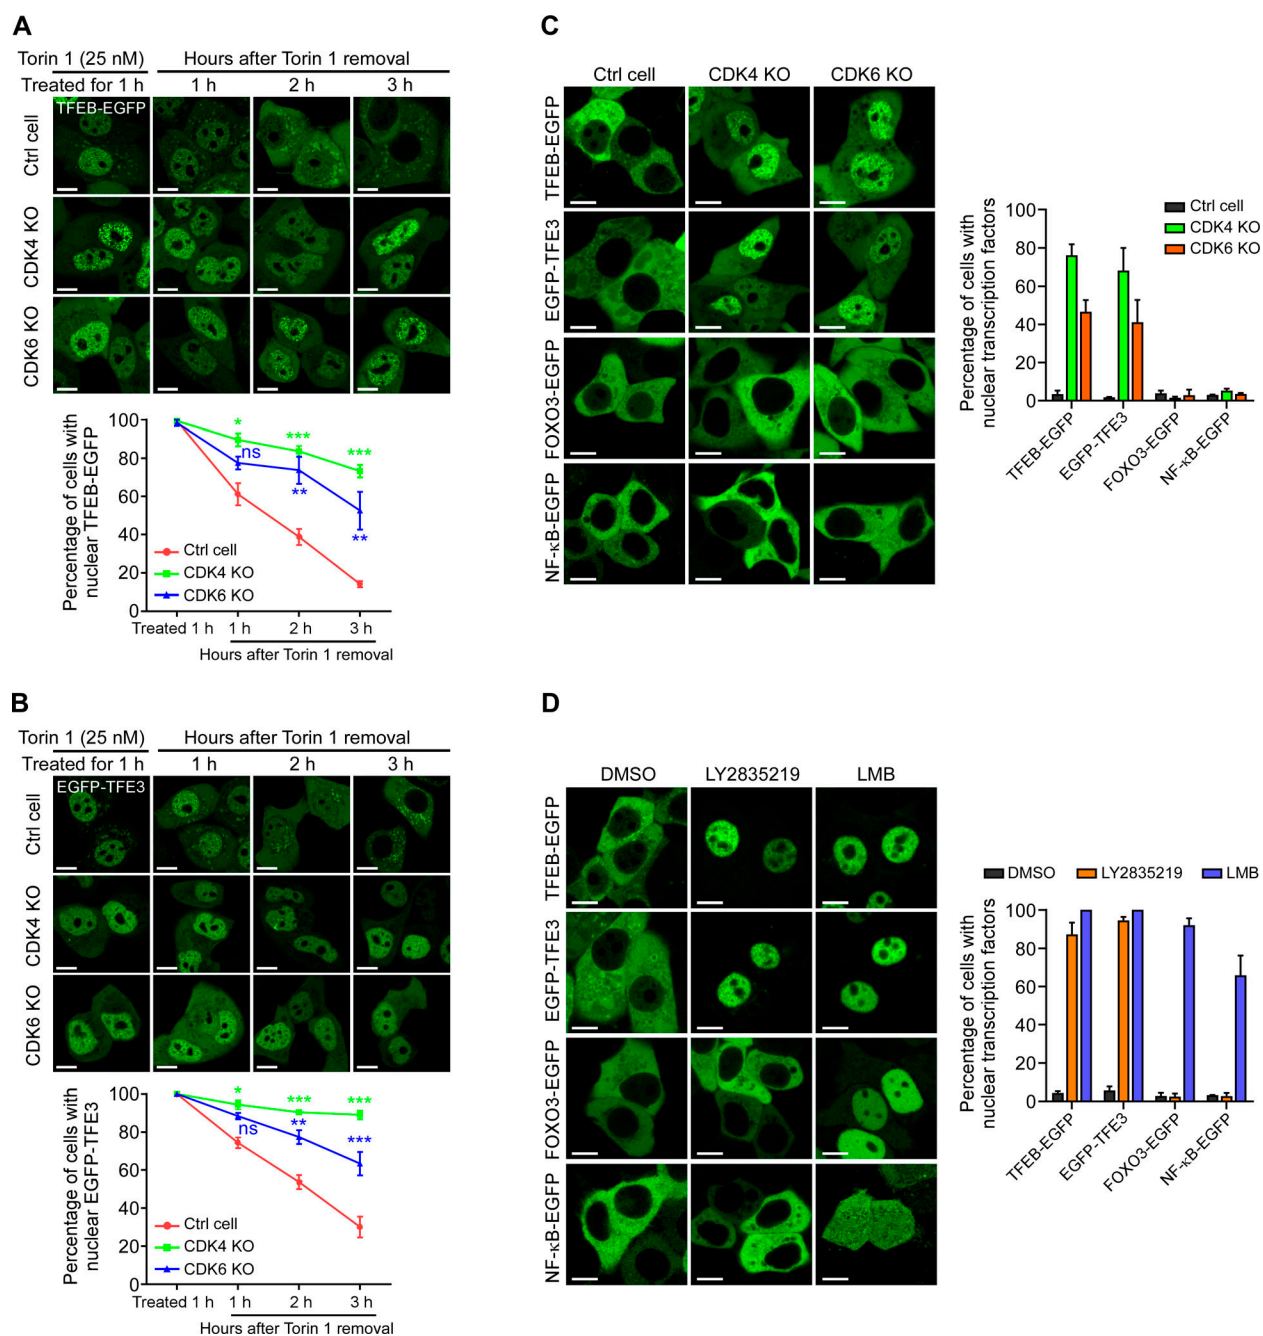 A
Torin 1 (25 nM)
Hours after Torin 1 removal
Treated for 1 h
1 h
2 h
3 h
TFEB-EGFP
Ctrl cell
CDK4 KO
CDK6 KO
Percentage of cells with
nuclear TFEB-EGFP
100
80
60
40
20
0
*
***
***
ns
**
**
Ctrl cell
CDK4 KO
CDK6 KO
Treated 1 h
1 h
2 h
3 h
Hours after Torin 1 removal
B
Torin 1 (25 nM)
Hours after Torin 1 removal
Treated for 1 h
1 h
2 h
3 h
EGFP-TFE3
Ctrl cell
CDK4 KO
CDK6 KO
Percentage of cells with
nuclear EGFP-TFE3
100
80
60
40
20
0
*
***
***
ns
**
***
Ctrl cell
CDK4 KO
CDK6 KO
Treated 1 h
1 h
2 h
3 h
Hours after Torin 1 removal
C
Ctrl cell
CDK4 KO
CDK6 KO
TFEB-EGFP
EGFP-TFE3
FOXO3-EGFP
NF-κB-EGFP
Percentage of cells with
nuclear transcription factors
100
80
60
40
20
0
Ctrl cell
CDK4 KO
CDK6 KO
TFEB-EGFP
EGFP-TFE3
FOXO3-EGFP
NF-κB-EGFP
D
DMSO
LY2835219
LMB
TFEB-EGFP
EGFP-TFE3
FOXO3-EGFP
NF-κB-EGFP
DMSO
LY2835219
LMB
Percentage of cells with
nuclear transcription factors
100
80
60
40
20
0
TFEB-EGFP
EGFP-TFE3
FOXO3-EGFP
NF-κB-EGFP